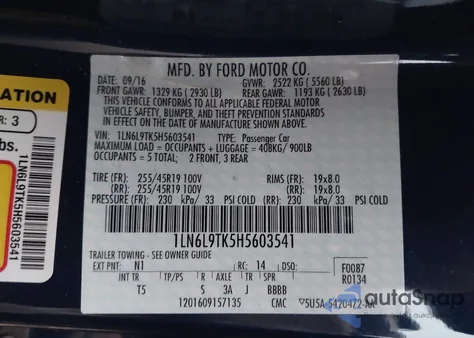 MFD. BY FORD MOTOR CO.
DATE: 09/16 GVWR: 2522 KG ( 5560 LB)
FRONT GAWR: 1329 KG ( 2930 LB) REAR GAWR: 1193 KG ( 2630 LB)
THIS VEHICLE CONFORMS TO ALL APPLICABLE FEDERAL MOTOR
VEHICLE SAFETY, BUMPER, AND THEFT PREVENTION STANDARDS
IN EFFECT ON THE DATE OF MANUFACTURE SHOWN ABOVE.
VIN: 1LN6L9TK5H5603541 TYPE: Passenger Car
MAXIMUM LOAD = OCCUPANTS + LUGGAGE = 408KG/ 900LB
OCCUPANTS = 5 TOTAL: 2 FRONT, 3 REAR
TIRE (FR): 255/45R19 100V RIMS (FR): 19x8.0
(RR): 255/45R19 100V (RR): 19x8.0
PRESSURE (FR): 230 kPa/ 33 PSI COLD (RR): 230 kPa/ 33 PSI COLD
1LN6L9TK5H5603541
TRAILER TOWING - SEE OWNER GUIDE
EXT PNT: N1 RC: 14 DSO: F0087
INT TR TP/PS R AXLE TR SPR R0134
T5 S 3A J BBBB
1201609157135 CMC
ATION
R: 3
bs.
1LN6L9TK5H5603541
autoSnap